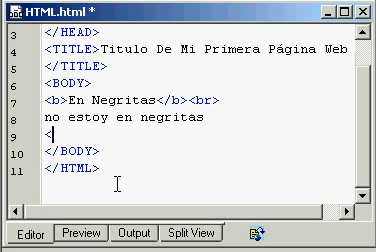 HTML.html *
3 </HEAD>
4 <TITLE>Titulo De Mi Primera Página Web
5 </TITLE>
6 <BODY>
7 <b>En Negritas</b><br>
8 no estoy en negritas
9 <
10 </BODY>
11 </HTML>
Editor Preview Output Split View